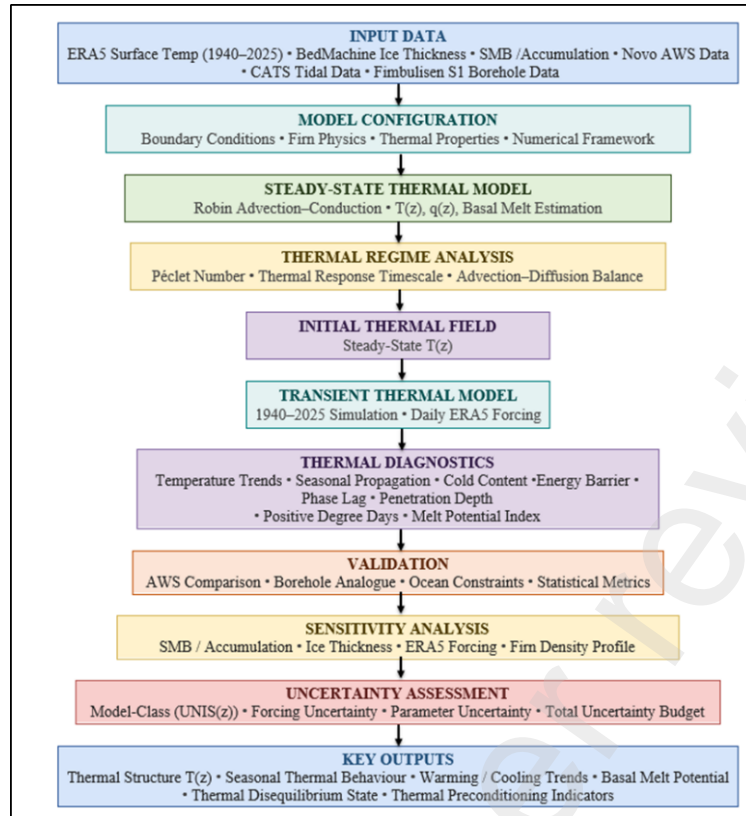 INPUT DATA
ERA5 Surface Temp (1940–2025) • BedMachine Ice Thickness • SMB /Accumulation • Novo AWS Data
• CATS Tidal Data • Fimbulisen S1 Borehole Data
MODEL CONFIGURATION
Boundary Conditions • Firn Physics • Thermal Properties • Numerical Framework
STEADY-STATE THERMAL MODEL
Robin Advection–Conduction • T(z), q(z), Basal Melt Estimation
THERMAL REGIME ANALYSIS
Péclet Number • Thermal Response Timescale • Advection–Diffusion Balance
INITIAL THERMAL FIELD
Steady-State T(z)
TRANSIENT THERMAL MODEL
1940–2025 Simulation • Daily ERA5 Forcing
THERMAL DIAGNOSTICS
Temperature Trends • Seasonal Propagation • Cold Content •Energy Barrier •
Phase Lag • Penetration Depth
• Positive Degree Days • Melt Potential Index
VALIDATION
AWS Comparison • Borehole Analogue • Ocean Constraints • Statistical Metrics
SENSITIVITY ANALYSIS
SMB / Accumulation • Ice Thickness • ERA5 Forcing • Firn Density Profile
UNCERTAINTY ASSESSMENT
Model-Class (UNIS(z)) • Forcing Uncertainty • Parameter Uncertainty • Total Uncertainty Budget
KEY OUTPUTS
Thermal Structure T(z) • Seasonal Thermal Behaviour • Warming / Cooling Trends • Basal Melt Potential
• Thermal Disequilibrium State • Thermal Preconditioning Indicators